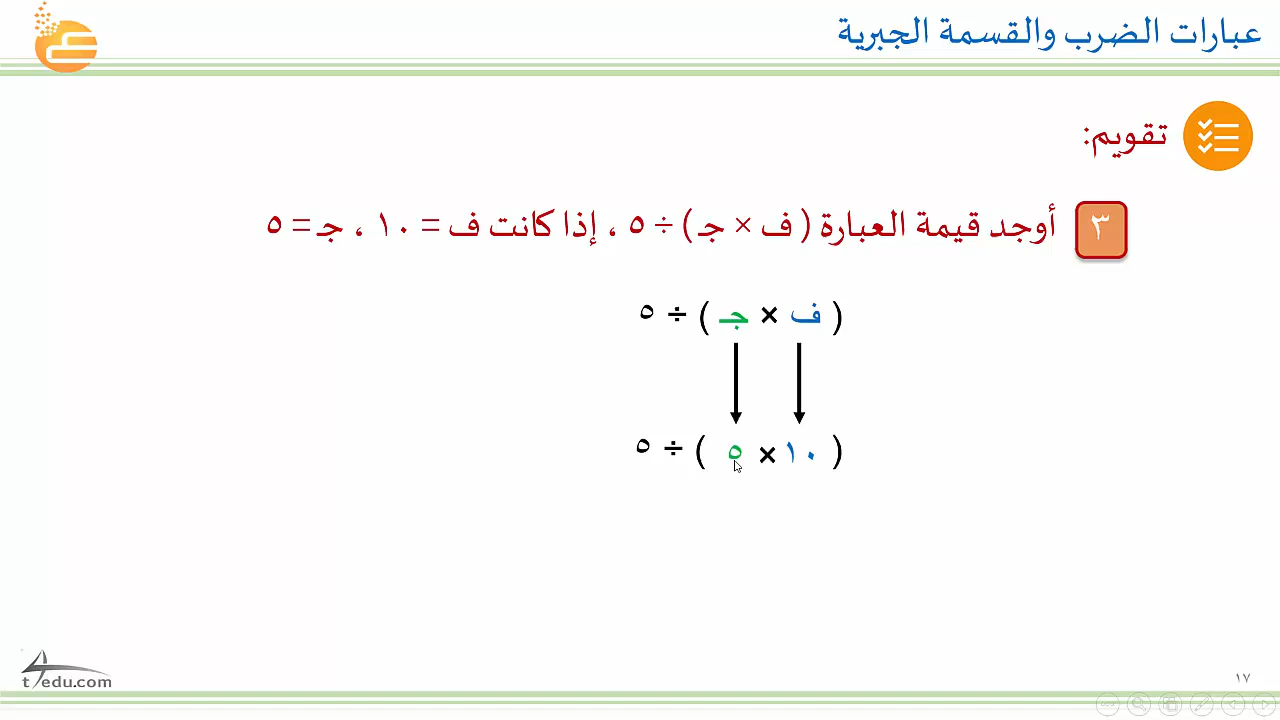 عبارات الضرب والقسمة الجبرية
تقويم:
٣ أوجد قيمة العبارة ( ف × جـ ) ÷ ٥ ، إذا كانت ف = ١٠ ، جـ = ٥
( ف × جـ ) ÷ ٥
( ١٠ × ٥ ) ÷ ٥
t4edu.com
١٧